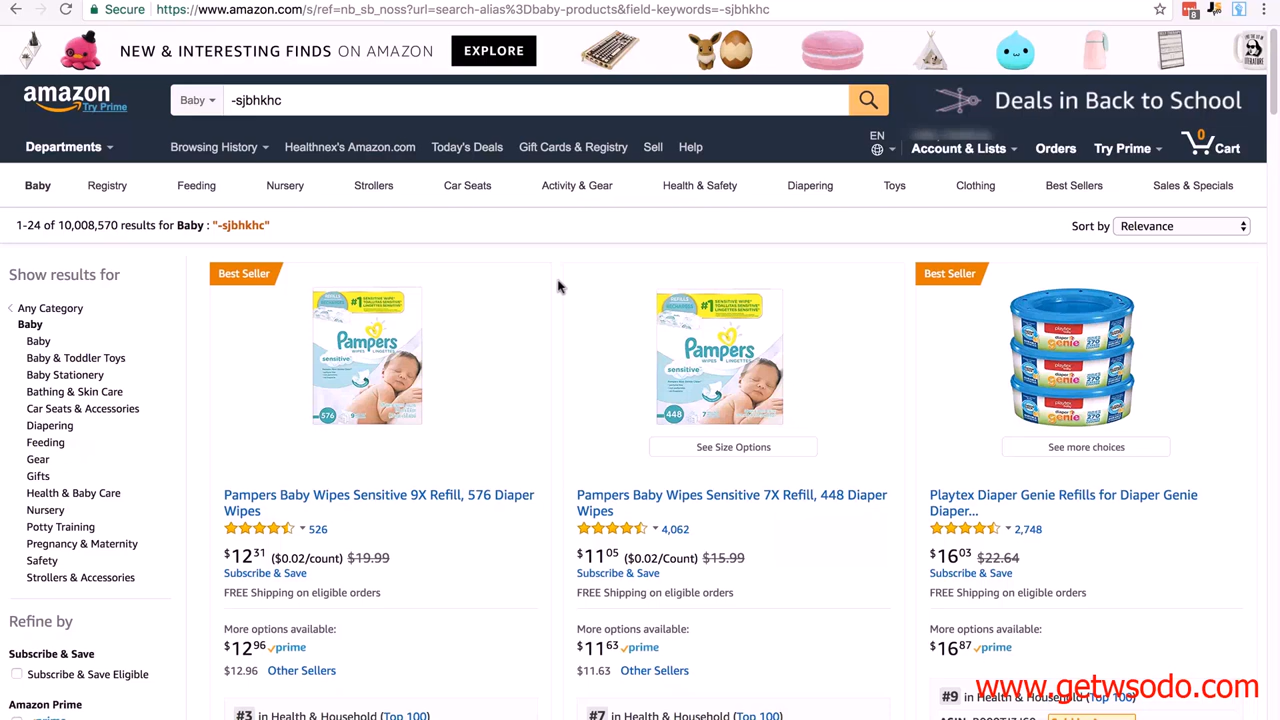 Secure https://www.amazon.com/s/ref=nb_sb_noss?url=search-alias%3Dbaby-products&field-keywords=-sjbhkhc
8
NEW & INTERESTING FINDS ON AMAZON EXPLORE
amazon
Try Prime
Baby -sjbhkhc
Deals in Back to School
Departments Browsing History Healthnex's Amazon.com Today's Deals Gift Cards & Registry Sell Help EN Account & Lists Orders Try Prime 0 Cart
Baby Registry Feeding Nursery Strollers Car Seats Activity & Gear Health & Safety Diapering Toys Clothing Best Sellers Sales & Specials
1-24 of 10,008,570 results for Baby : "-sjbhkhc"
Sort by Relevance
Show results for
Any Category
Baby
Baby
Baby & Toddler Toys
Baby Stationery
Bathing & Skin Care
Car Seats & Accessories
Diapering
Feeding
Gear
Gifts
Health & Baby Care
Nursery
Potty Training
Pregnancy & Maternity
Safety
Strollers & Accessories
Refine by
Subscribe & Save
Subscribe & Save Eligible
Amazon Prime
prime
Best Seller
#1
Pampers
sensitive
576
Pampers Baby Wipes Sensitive 9X Refill, 576 Diaper
Wipes
526
$12 31 ($0.02/count) $19.99
Subscribe & Save
FREE Shipping on eligible orders
More options available:
$12 96 prime
$12.96 Other Sellers
#3 in Health & Household (Top 100)
#1
Pampers
sensitive
448
See Size Options
Pampers Baby Wipes Sensitive 7X Refill, 448 Diaper
Wipes
4,062
$11 05 ($0.02/Count) $15.99
Subscribe & Save
FREE Shipping on eligible orders
More options available:
$11 63 prime
$11.63 Other Sellers
#7 in Health & Household (Top 100)
Best Seller
playtex
genie
270
See more choices
Playtex Diaper Genie Refills for Diaper Genie
Diaper...
2,748
$16 03 $22.64
Subscribe & Save
FREE Shipping on eligible orders
More options available:
$16 87 prime
#9 in Health & Household (Top 100)
www.getwsodo.com